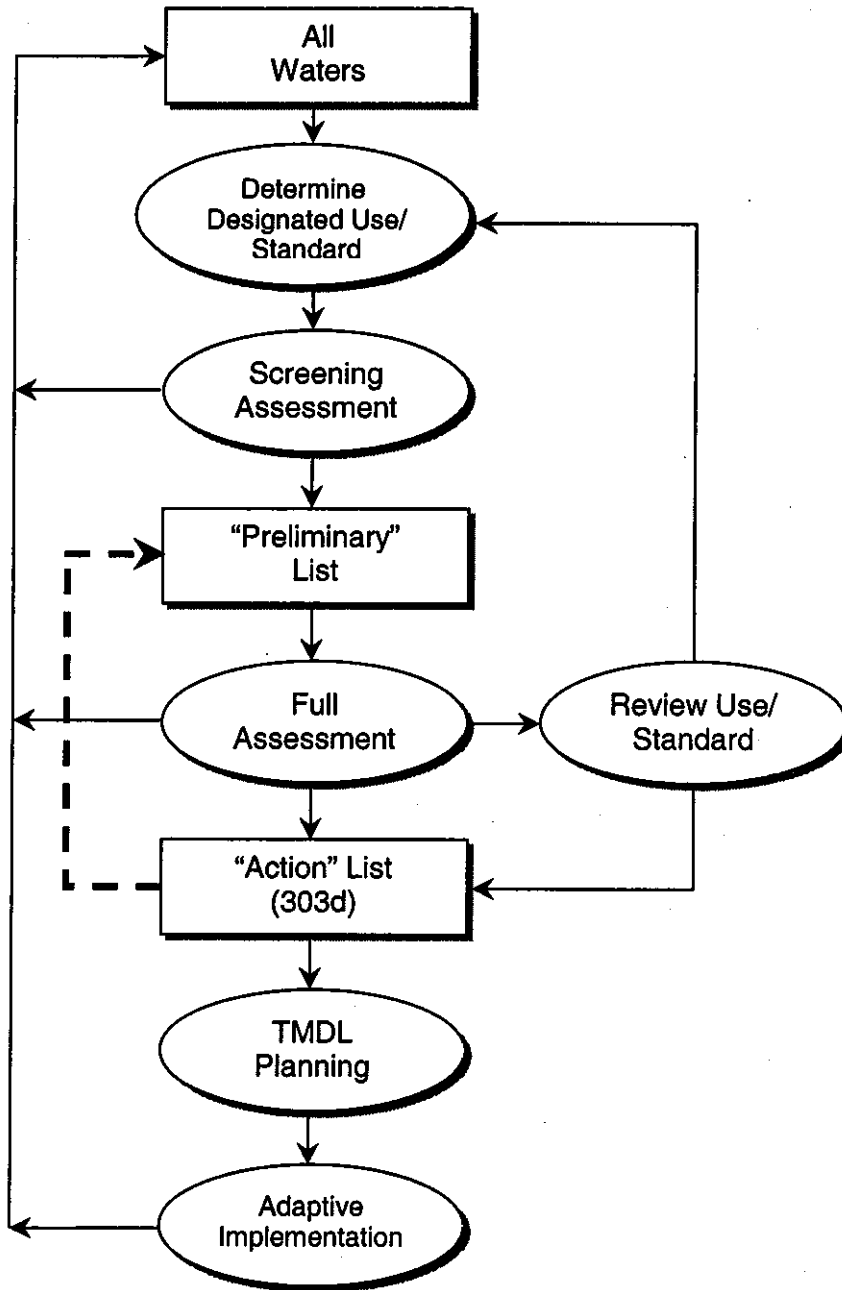 All
Waters
Determine
Designated Use/
Standard
Screening
Assessment
“Preliminary”
List
Full
Assessment
Review Use/
Standard
“Action” List
(303d)
TMDL
Planning
Adaptive
Implementation